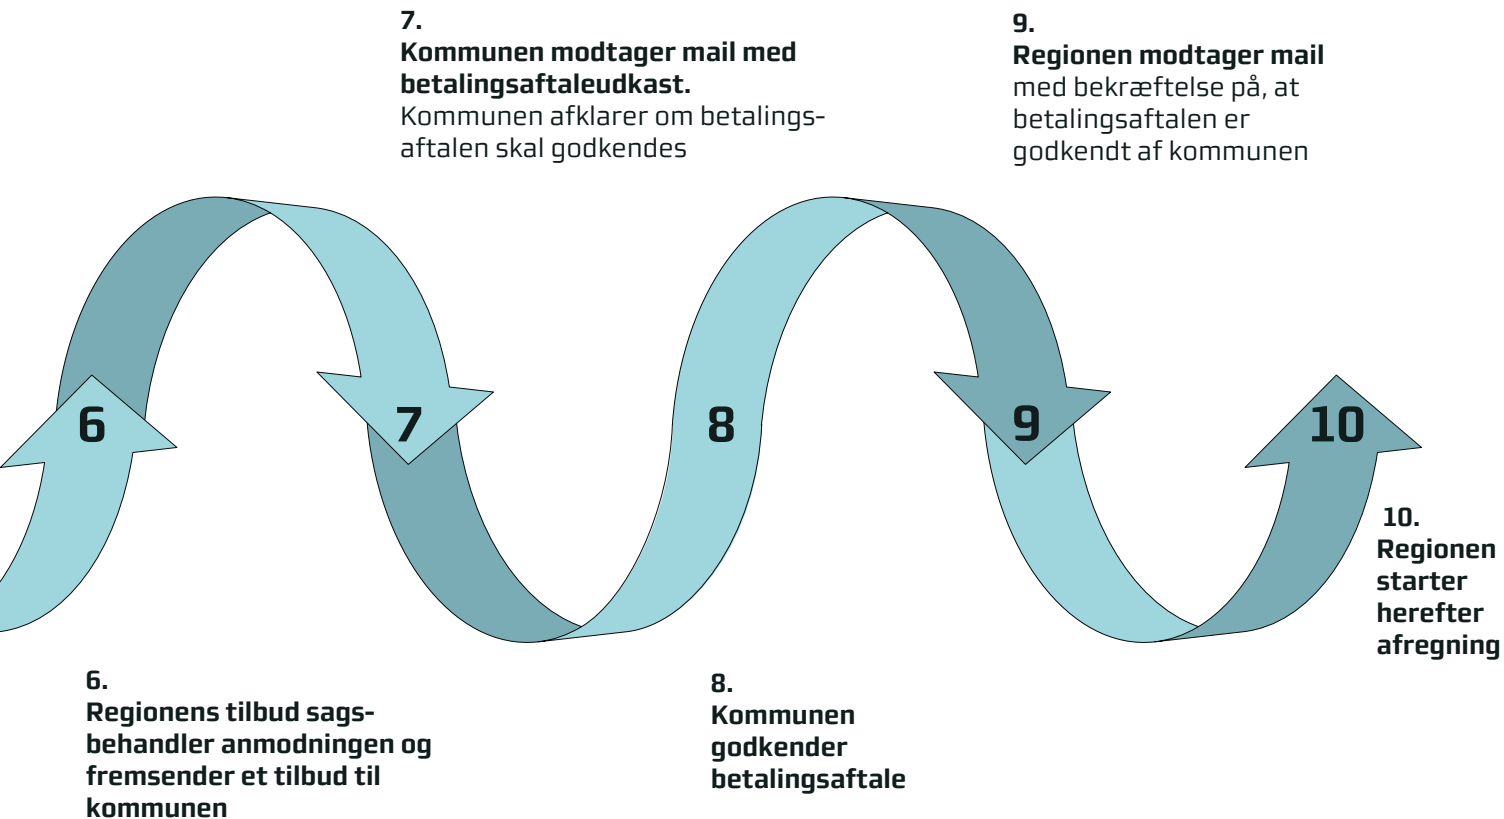 7.
Kommunen modtager mail med
betalingsaftaleudkast.
Kommunen afklarer om betalings-
aftalen skal godkendes
9.
Regionen modtager mail
med bekræftelse på, at
betalingsaftalen er
godkendt af kommunen
6
7
8
9
10
10.
Regionen
starter
herefter
afregning
6.
Regionens tilbud sags-
behandler anmodningen og
fremsender et tilbud til
kommunen
8.
Kommunen
godkender
betalingsaftale